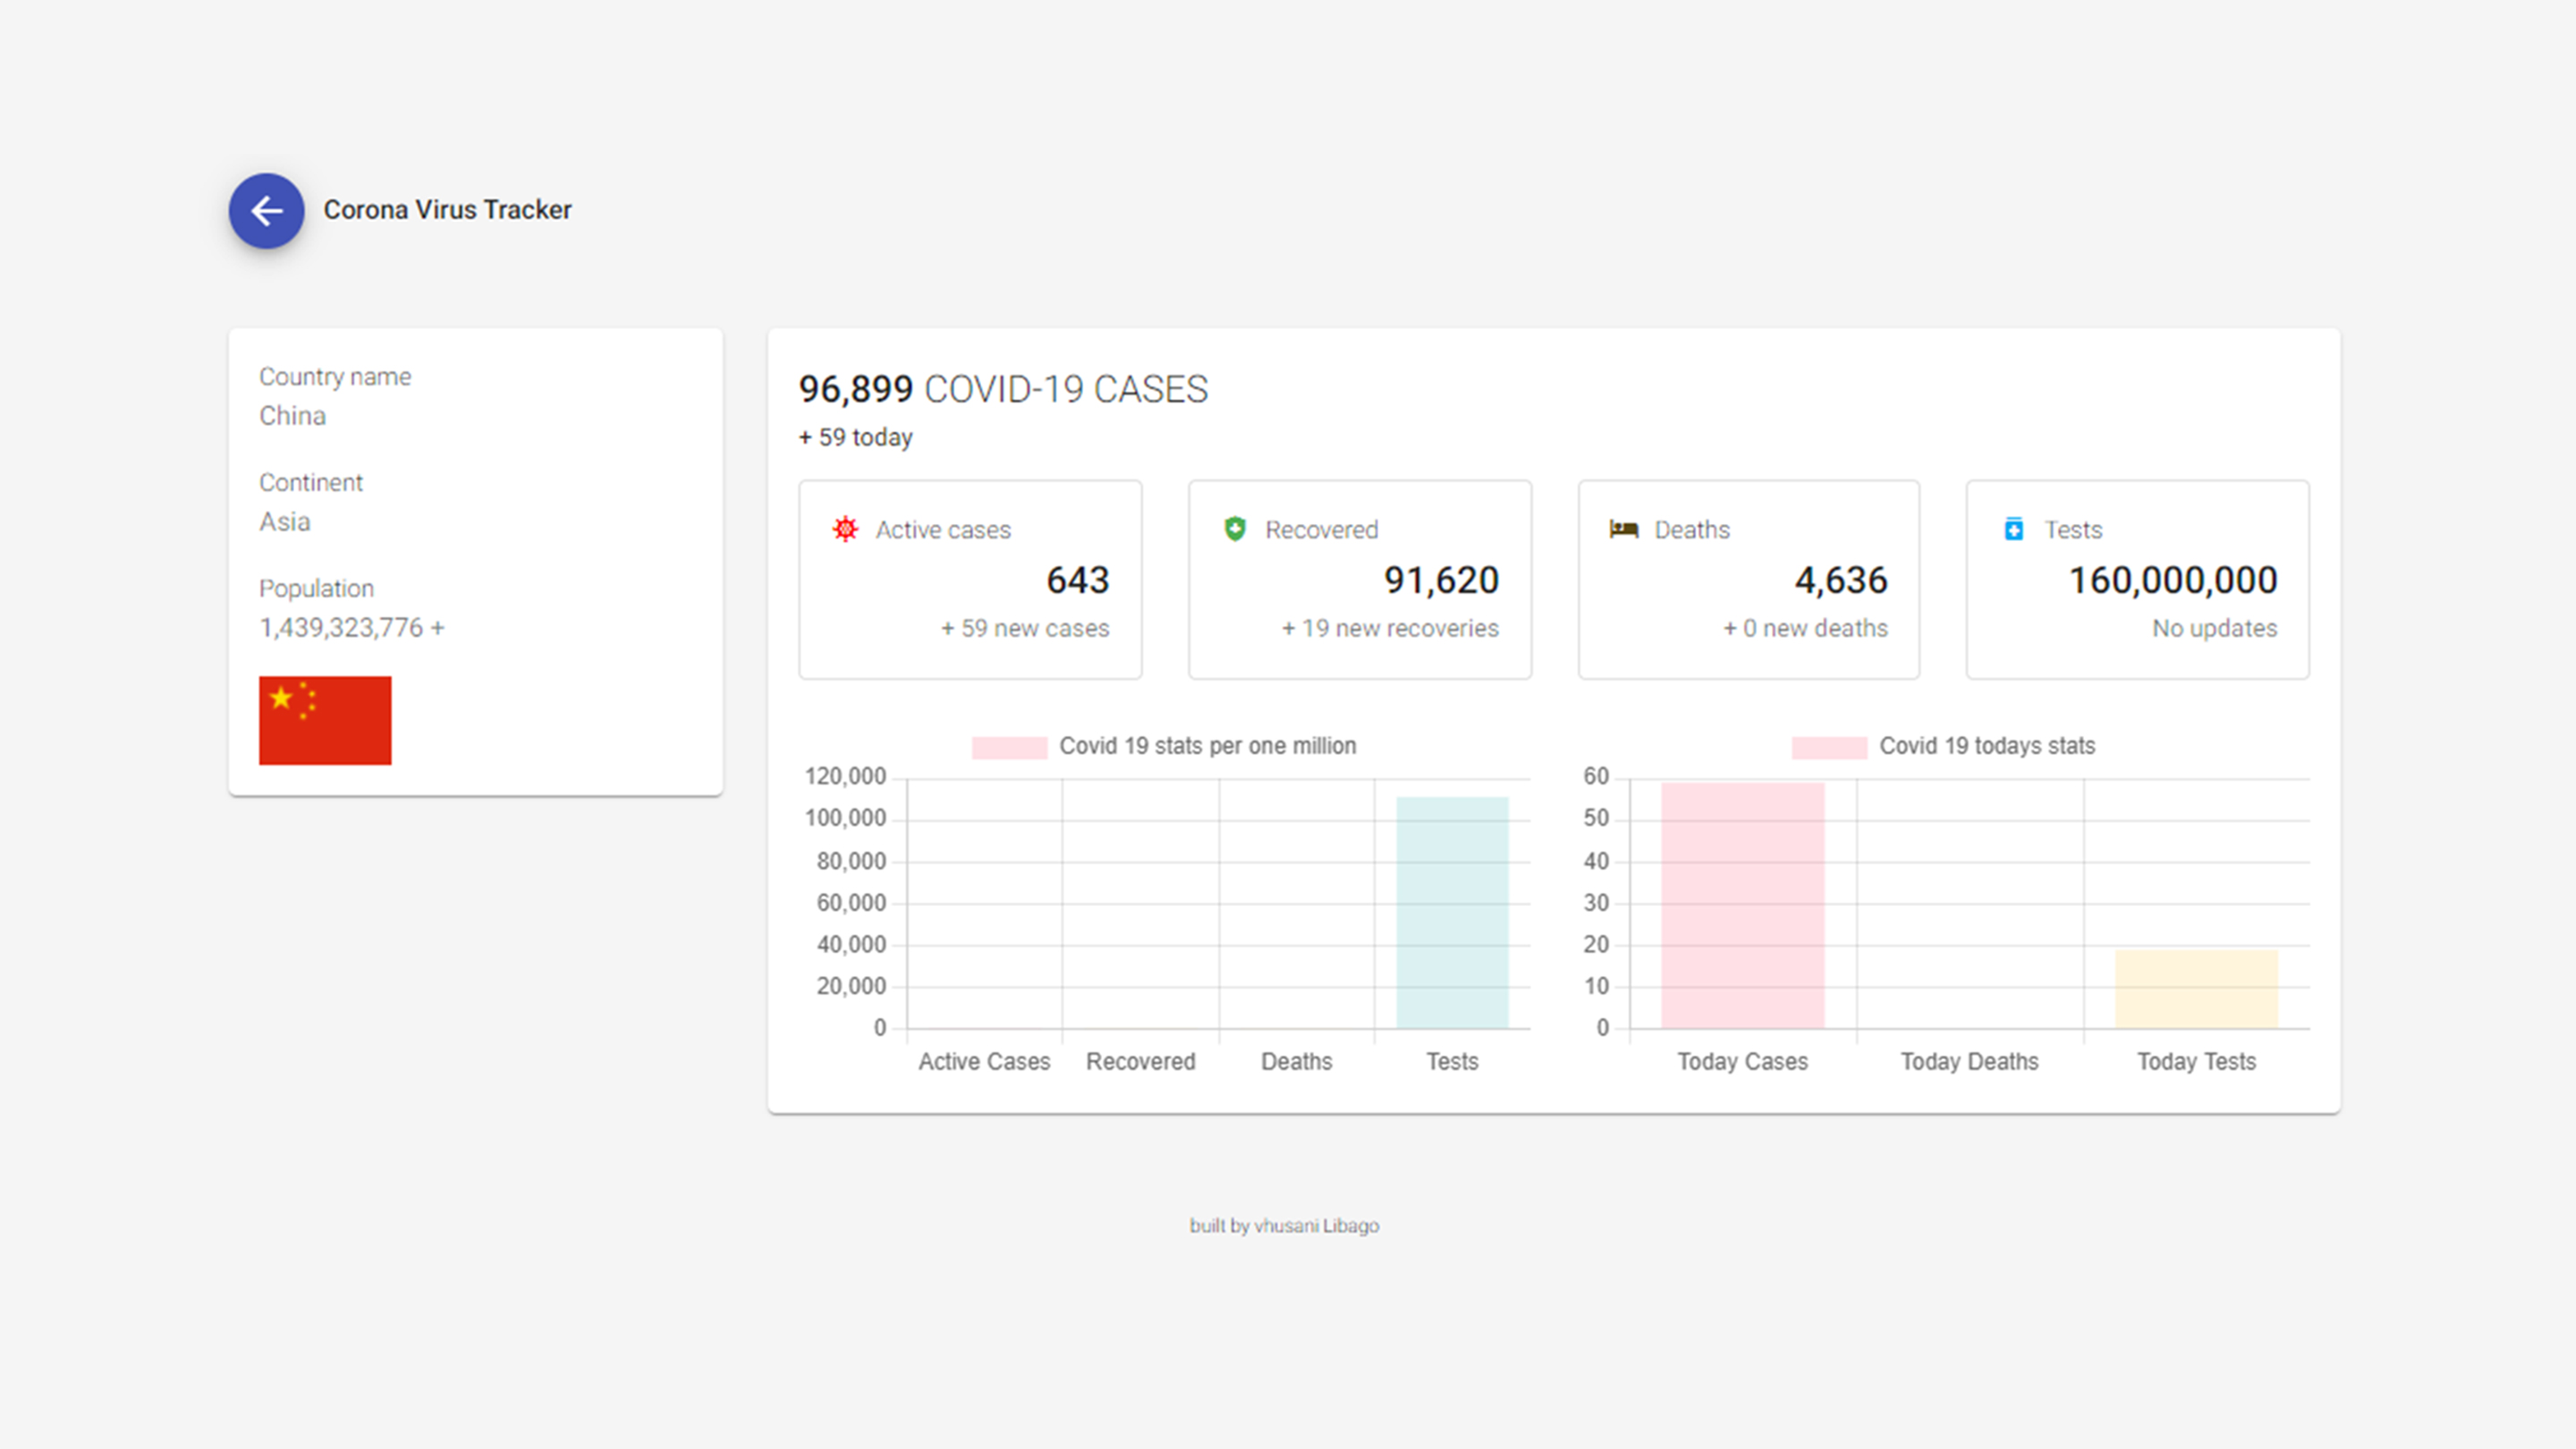 Corona Virus Tracker
Country name
China
Continent
Asia
Population
1,439,323,776 +
96,899 COVID-19 CASES
+ 59 today
Active cases
643
+ 59 new cases
Recovered
91,620
+ 19 new recoveries
Deaths
4,636
+ 0 new deaths
Tests
160,000,000
No updates
Covid 19 stats per one million
120,000
100,000
80,000
60,000
40,000
20,000
0
Active Cases Recovered Deaths Tests
Covid 19 todays stats
60
50
40
30
20
10
0
Today Cases Today Deaths Today Tests
built by vhusani Libago